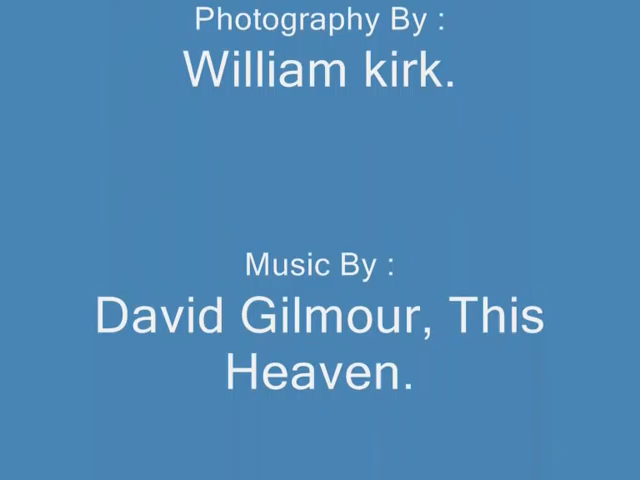 Photography By :
William kirk.
Music By :
David Gilmour, This
Heaven.